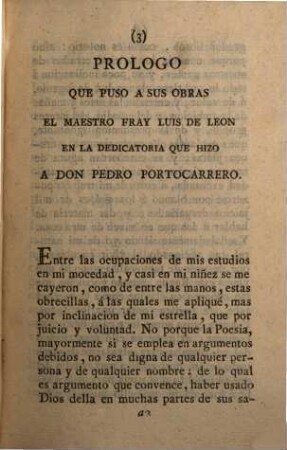 (3)
PROLOGO
QUE PUSO A SUS OBRAS
EL MAESTRO FRAY LUIS DE LEON
EN LA DEDICATORIA QUE HIZO
A DON PEDRO PORTOCARRERO.
Entre las ocupaciones de mis estudios
en mi mocedad, y casi en mi niñez se me
cayeron, como de entre las manos, estas
obrecillas, á las quales me apliqué, mas
por inclinacion de mi estrella, que por
juicio y voluntad. No porque la Poesia,
mayormente si se emplea en argumentos
debidos, no sea digna de qualquier per-
sona y de qualquier nombre; de lo qual
es argumento que convence, haber usado
Dios della en muchas partes de sus sa-